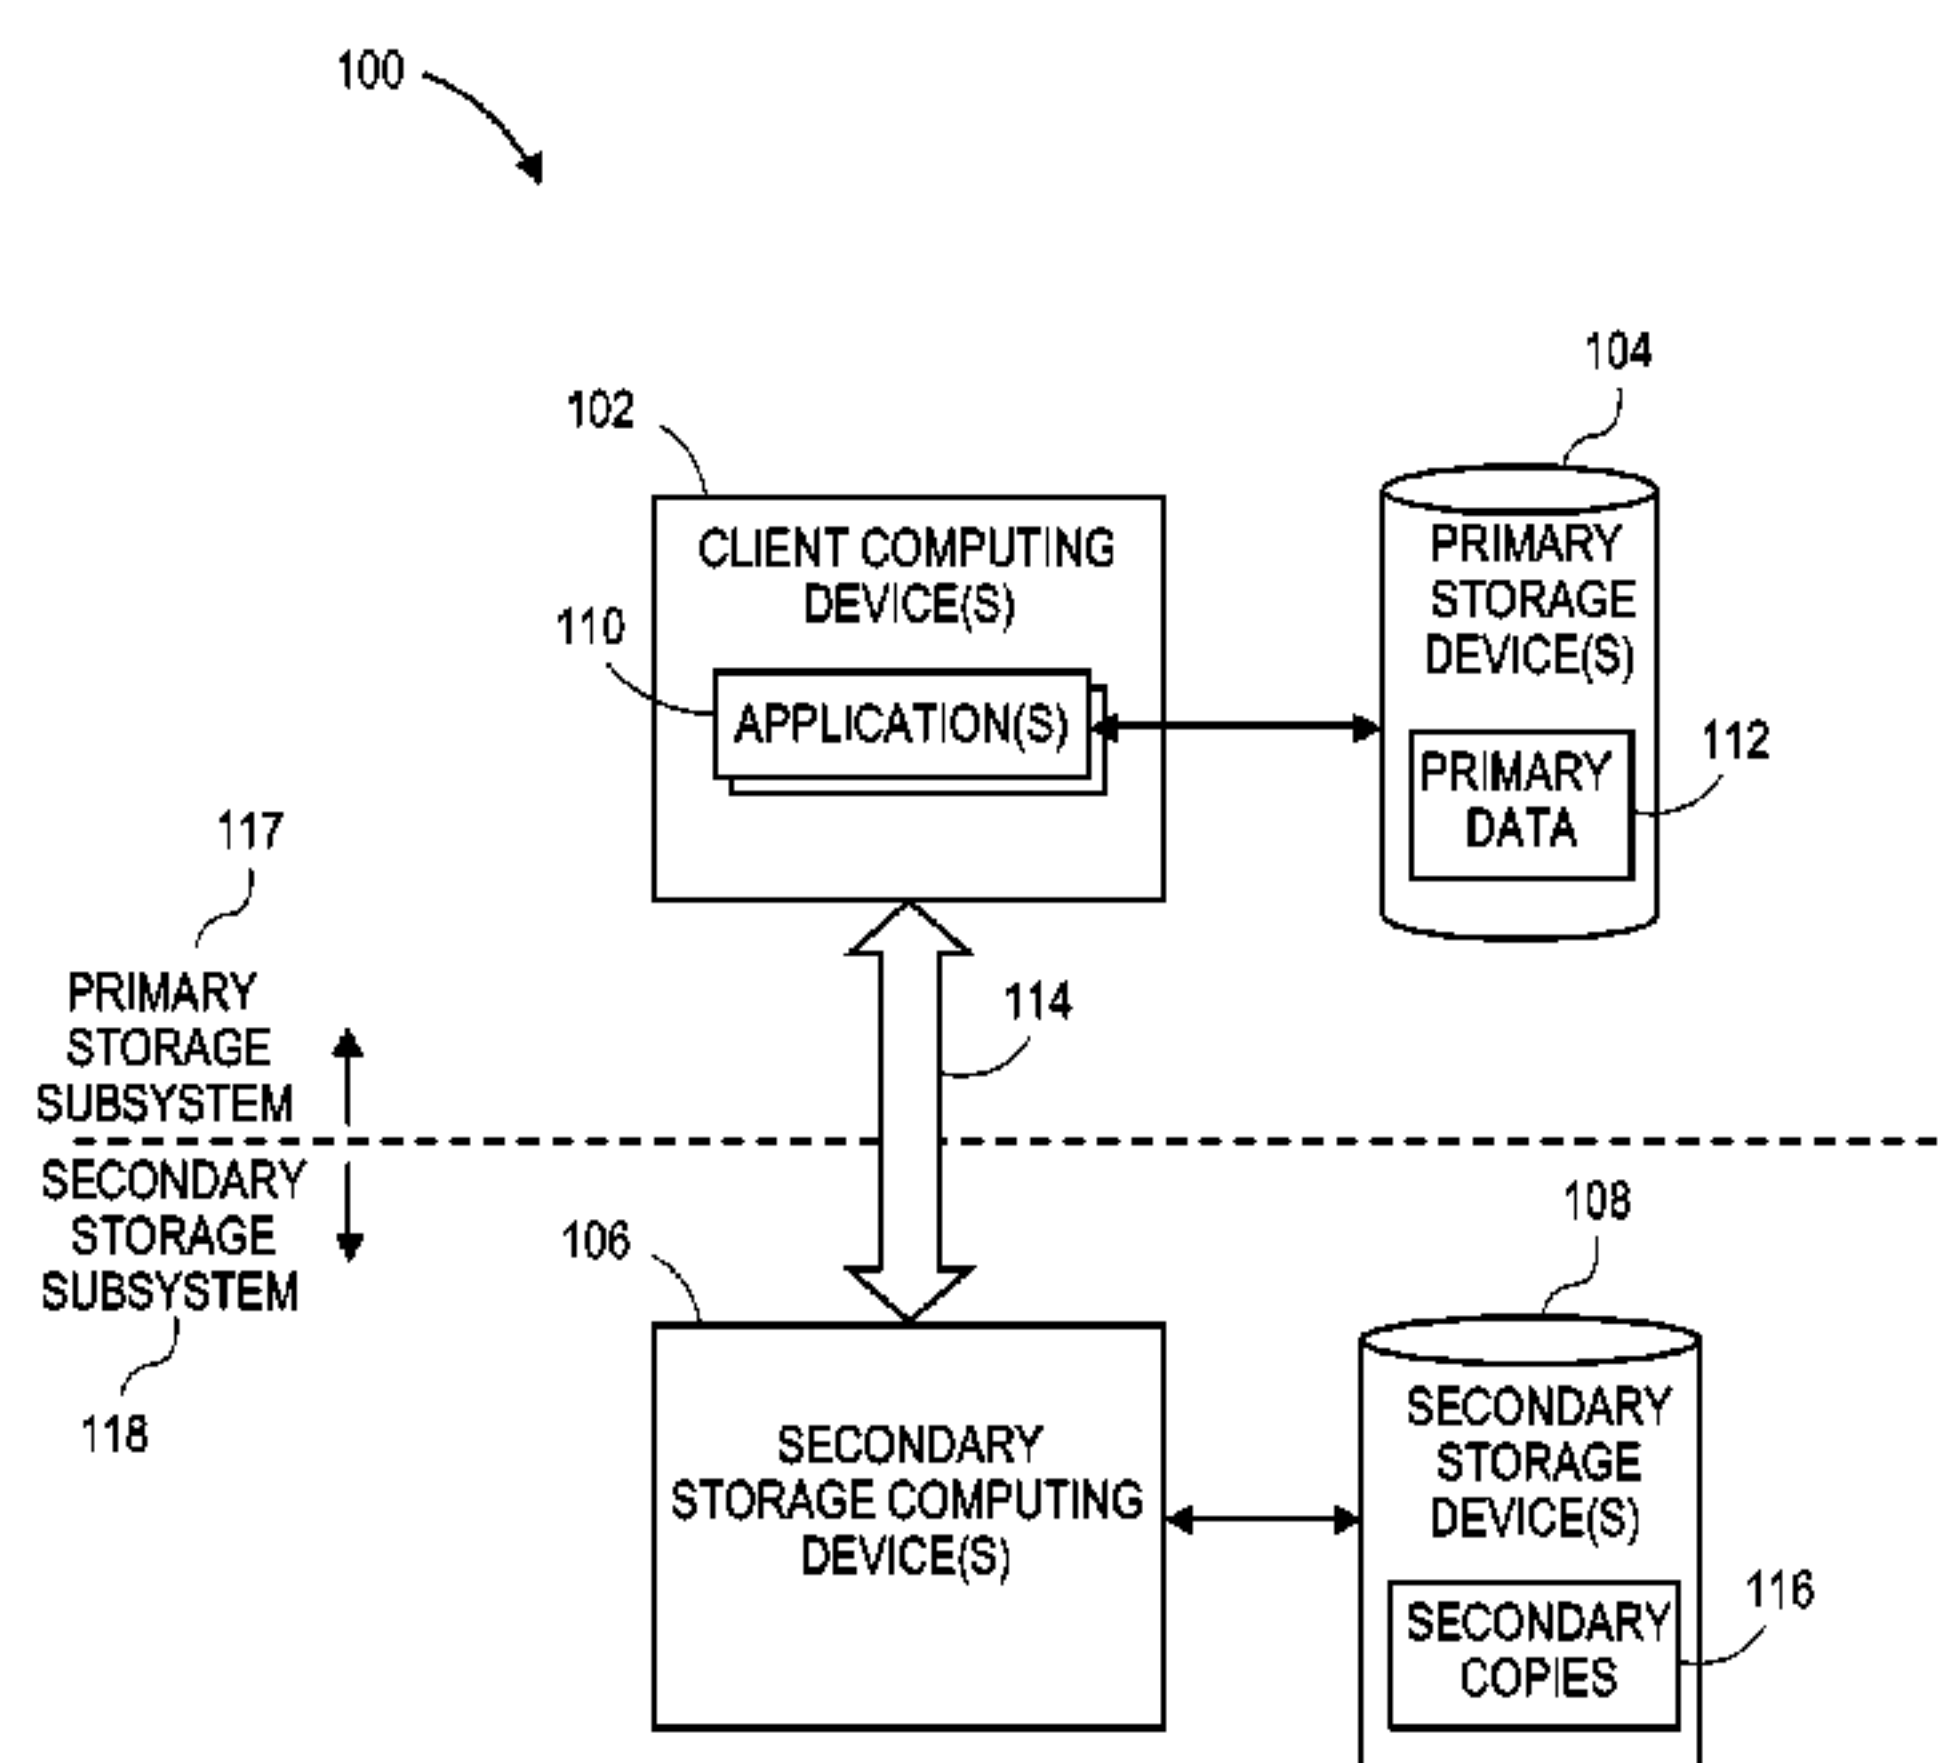 100
104
102
CLIENT COMPUTING
DEVICE(S)
PRIMARY
STORAGE
DEVICE(S)
110
APPLICATION(S)
PRIMARY
DATA
112
117
PRIMARY
STORAGE
SUBSYSTEM
114
SECONDARY
STORAGE
SUBSYSTEM
118
106
108
SECONDARY
STORAGE COMPUTING
DEVICE(S)
SECONDARY
STORAGE
DEVICE(S)
SECONDARY
COPIES
116